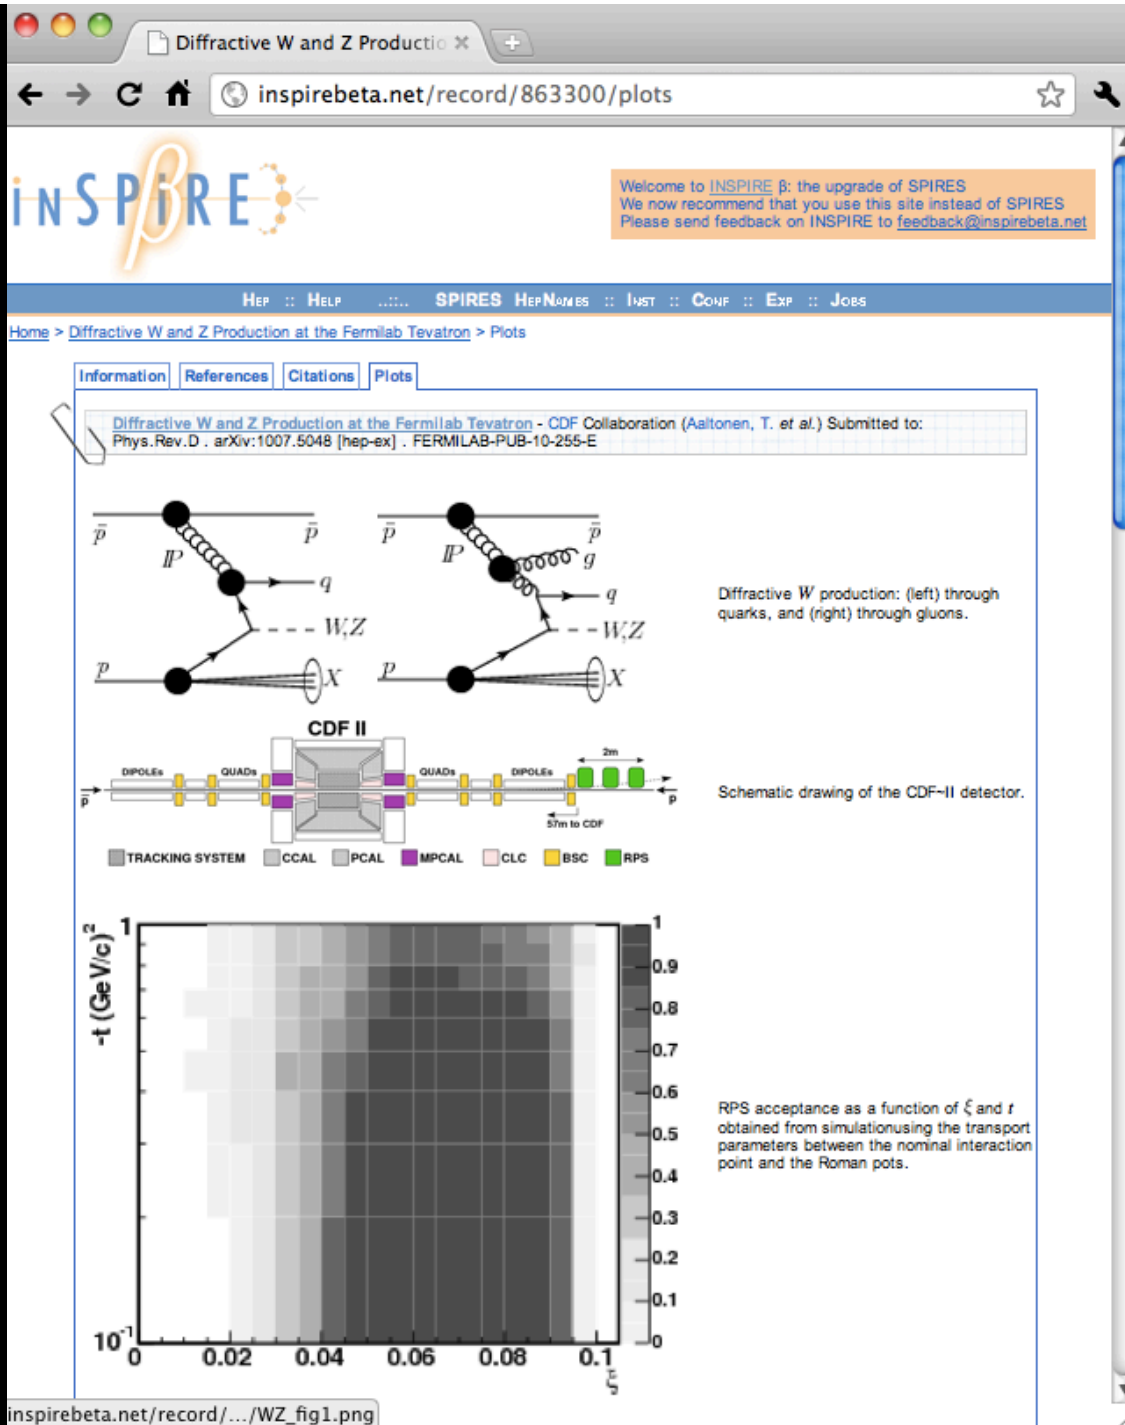 Diffractive W and Z Productio
inspirebeta.net/record/863300/plots
inSPIRE β
Welcome to INSPIRE β: the upgrade of SPIRES
We now recommend that you use this site instead of SPIRES
Please send feedback on INSPIRE to feedback@inspirebeta.net
HEP :: HELP ..::.. SPIRES HEPNAMES :: INST :: CONF :: EXP :: JOBS
Home > Diffractive W and Z Production at the Fermilab Tevatron > Plots
Information References Citations Plots
Diffractive W and Z Production at the Fermilab Tevatron - CDF Collaboration (Aaltonen, T. et al.) Submitted to:
Phys.Rev.D . arXiv:1007.5048 [hep-ex] . FERMILAB-PUB-10-255-E
p̄ p̄ p̄ p̄
IP IP g
q q
W,Z W,Z
p X p X
Diffractive W production: (left) through
quarks, and (right) through gluons.
CDF II
2m
DIPOLEs QUADs QUADs DIPOLEs
p̄ p
57m to CDF
TRACKING SYSTEM CCAL PCAL MPCAL CLC BSC RPS
Schematic drawing of the CDF~II detector.
-t (GeV/c)²
1
10⁻¹
0 0.02 0.04 0.06 0.08 0.1
ξ
1
0.9
0.8
0.7
0.6
0.5
0.4
0.3
0.2
0.1
0
RPS acceptance as a function of ξ and t
obtained from simulationusing the transport
parameters between the nominal interaction
point and the Roman pots.
inspirebeta.net/record/.../WZ_fig1.png